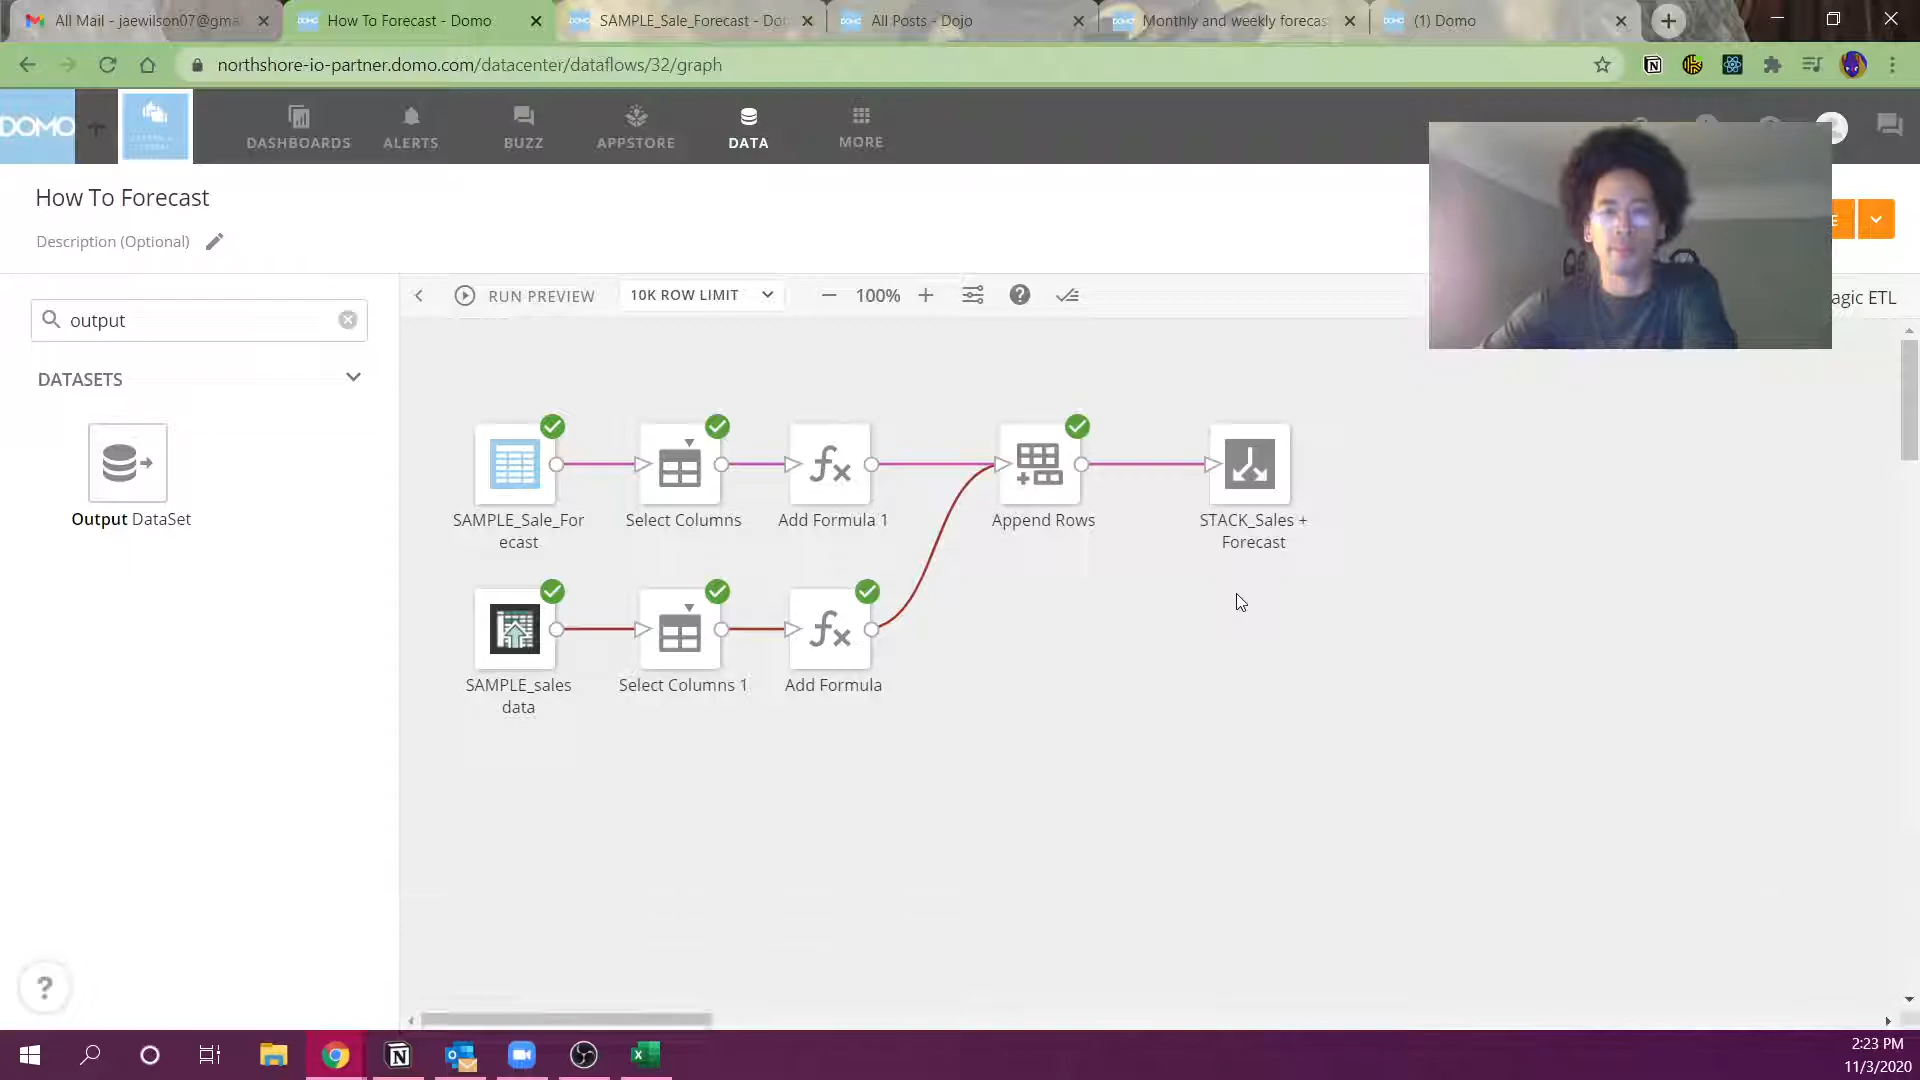 All Mail - jaewilson07@gma
How To Forecast - Domo
SAMPLE_Sale_Forecast - Do
All Posts - Dojo
Monthly and weekly forecas
(1) Domo
northshore-io-partner.domo.com/datacenter/dataflows/32/graph
DOMO
DASHBOARDS
ALERTS
BUZZ
APPSTORE
DATA
MORE
How To Forecast
Description (Optional)
E
output
RUN PREVIEW
10K ROW LIMIT
100%
agic ETL
DATASETS
Output DataSet
SAMPLE_Sale_For
ecast
Select Columns
Add Formula 1
Append Rows
STACK_Sales +
Forecast
SAMPLE_sales
data
Select Columns 1
Add Formula
2:23 PM
11/3/2020